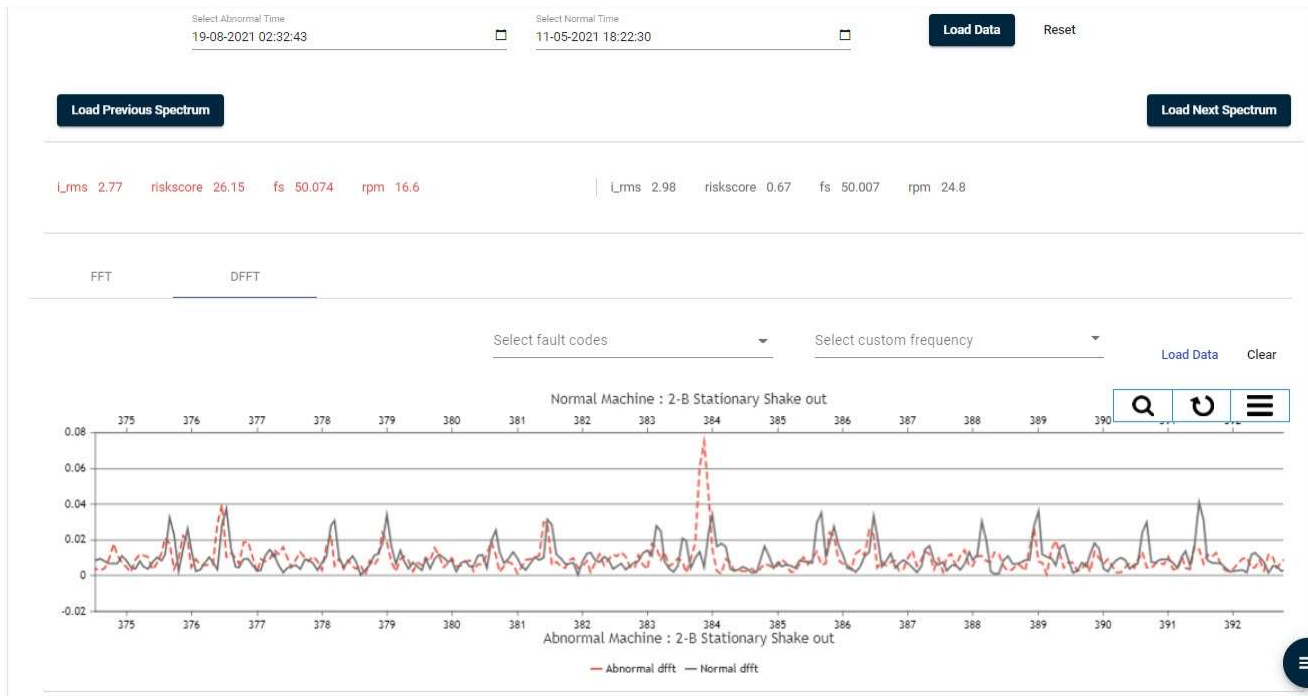 Select Abnormal Time Select Normal Time
19-08-2021 02:32:43 11-05-2021 18:22:30 Load Data Reset
Load Previous Spectrum Load Next Spectrum
i_rms 2.77 riskscore 26.15 fs 50.074 rpm 16.6 i_rms 2.98 riskscore 0.67 fs 50.007 rpm 24.8
FFT DFFT
Select fault codes Select custom frequency
Load Data Clear
Normal Machine : 2-B Stationary Shake out
375 376 377 378 379 380 381 382 383 384 385 386 387 388 389 390
0.08
0.06
0.04
0.02
0
-0.02
375 376 377 378 379 380 381 382 383 384 385 386 387 388 389 390 391 392
Abnormal Machine : 2-B Stationary Shake out
Abnormal dfft Normal dfft